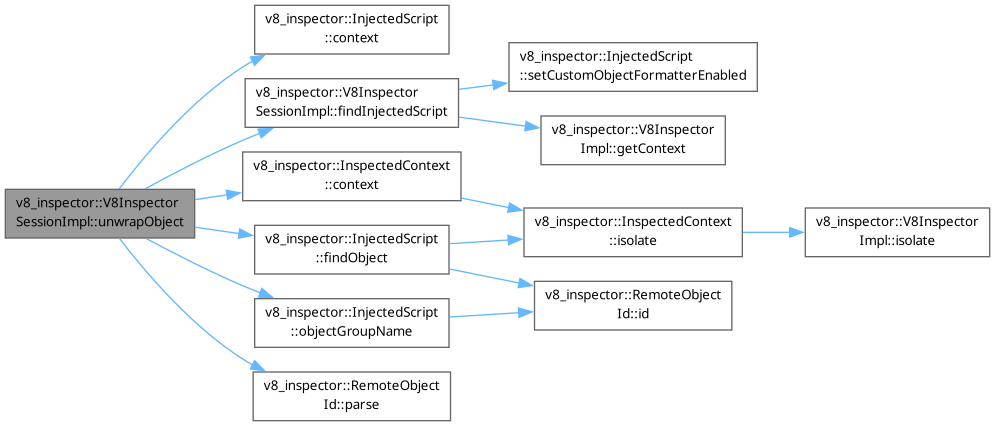 v8_inspector::V8Inspector
SessionImpl::unwrapObject
v8_inspector::InjectedScript
::context
v8_inspector::V8Inspector
SessionImpl::findInjectedScript
v8_inspector::InspectedContext
::context
v8_inspector::InjectedScript
::findObject
v8_inspector::InjectedScript
::objectGroupName
v8_inspector::RemoteObject
Id::parse
v8_inspector::InjectedScript
::setCustomObjectFormatterEnabled
v8_inspector::V8Inspector
Impl::getContext
v8_inspector::InspectedContext
::isolate
v8_inspector::RemoteObject
Id::id
v8_inspector::V8Inspector
Impl::isolate